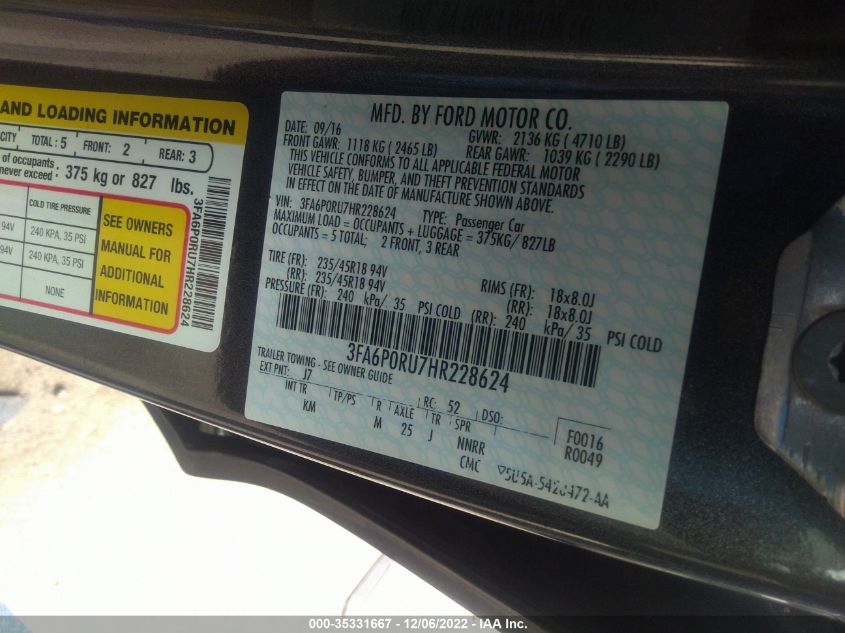 AND LOADING INFORMATION
CITY TOTAL: 5 FRONT: 2 REAR: 3
of occupants
never exceed: 375 kg or 827 lbs.
COLD TIRE PRESSURE
94V 240 KPA, 35 PSI
94V 240 KPA, 35 PSI
NONE
SEE OWNERS
MANUAL FOR
ADDITIONAL
INFORMATION
3FA6P0RU7HR228624
MFD. BY FORD MOTOR CO.
DATE: 09/16 GVWR: 2136 KG ( 4710 LB)
FRONT GAWR: 1118 KG ( 2465 LB) REAR GAWR: 1039 KG ( 2290 LB)
THIS VEHICLE CONFORMS TO ALL APPLICABLE FEDERAL MOTOR
VEHICLE SAFETY, BUMPER, AND THEFT PREVENTION STANDARDS
IN EFFECT ON THE DATE OF MANUFACTURE SHOWN ABOVE.
VIN: 3FA6P0RU7HR228624 TYPE: Passenger Car
MAXIMUM LOAD = OCCUPANTS + LUGGAGE = 375KG/ 827LB
OCCUPANTS = 5 TOTAL: 2 FRONT, 3 REAR
TIRE (FR): 235/45R18 94V RIMS (FR): 18x8.0J
(RR): 235/45R18 94V (RR): 18x8.0J
PRESSURE (FR): 240 kPa/ 35 PSI COLD (RR): 240 kPa/ 35 PSI COLD
3FA6P0RU7HR228624
TRAILER TOWING - SEE OWNER GUIDE
EXT PNT: J7 RC: 52 DSO:
INT TR TP/PS R AXLE TR SPR F0016
KM M 25 J NNRR R0049
CMC
000-35331667 - 12/06/2022 - IAA Inc.